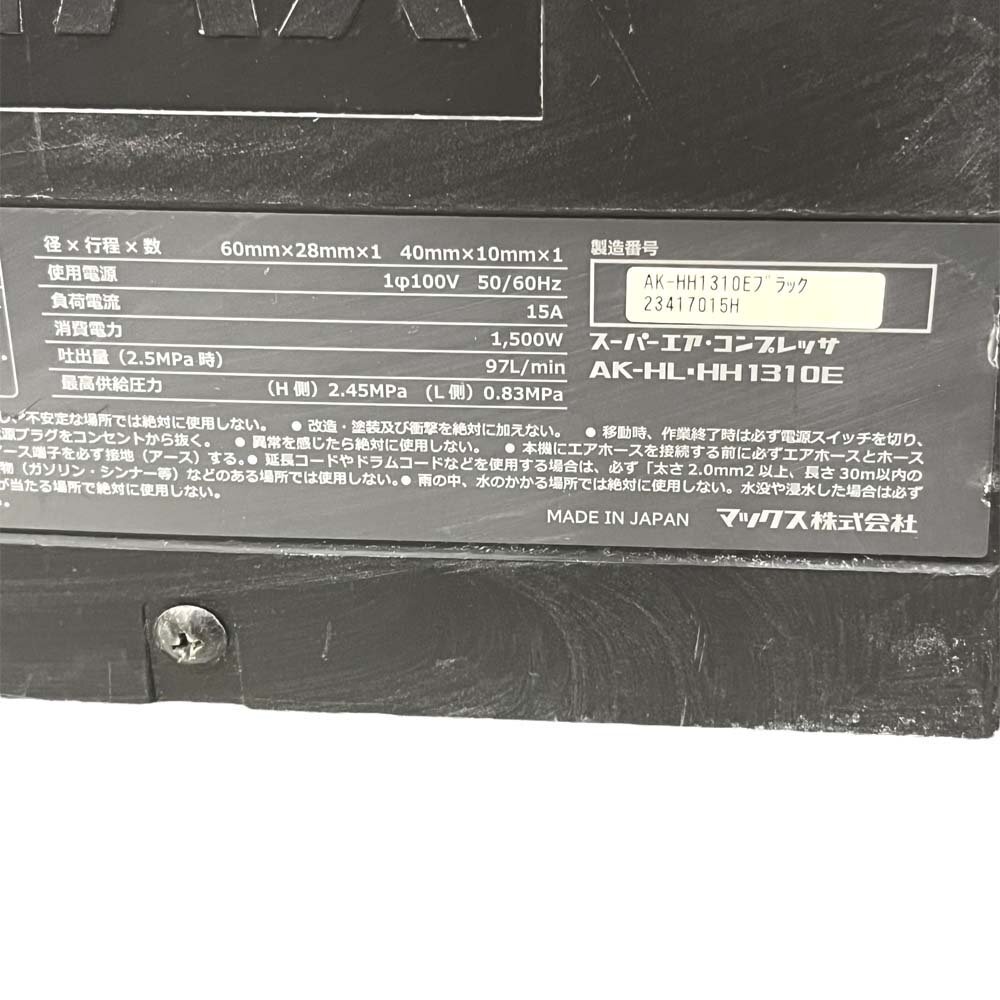 径×行程×数 60mm×28mm×1 40mm×10mm×1
使用電源 1φ100V 50/60Hz
負荷電流 15A
消費電力 1,500W
吐出量（2.5MPa時） 97L/min
最高供給圧力 （H側）2.45MPa （L側）0.83MPa
製造番号
AK-HH1310Eブラック
23417015H
スーパーエア・コンプレッサ
AK-HL・HH1310E
不安定な場所では絶対に使用しない。 ● 改造・塗装及び衝撃を絶対に加えない。 ● 移動時、作業終了時は必ず電源スイッチを切り、
源プラグをコンセントから抜く。 ● 異常を感じたら絶対に使用しない。 ● 本機にエアホースを接続する前に必ずエアホースとホース
アース端子を必ず接地（アース）する。● 延長コードやドラムコードなどを使用する場合は、必ず「太さ2.0mm2以上、長さ30m以内の
物（ガソリン・シンナー等）などのある場所では使用しない。● 雨の中、水のかかる場所では絶対に使用しない。水没や浸水した場合は必ず
が当たる場所で絶対に使用しない。
MADE IN JAPAN マックス株式会社